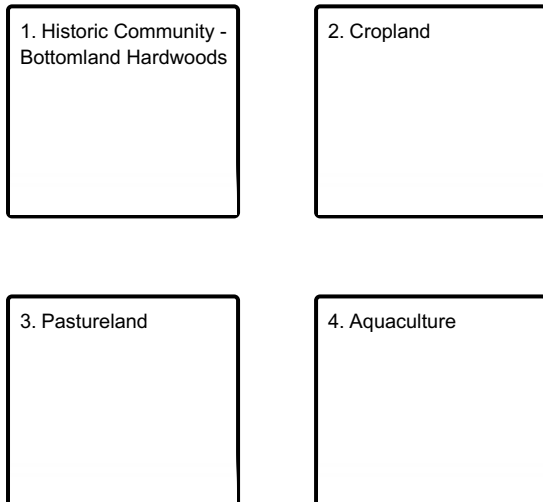 1. Historic Community -
Bottomland Hardwoods
2. Cropland
3. Pastureland
4. Aquaculture